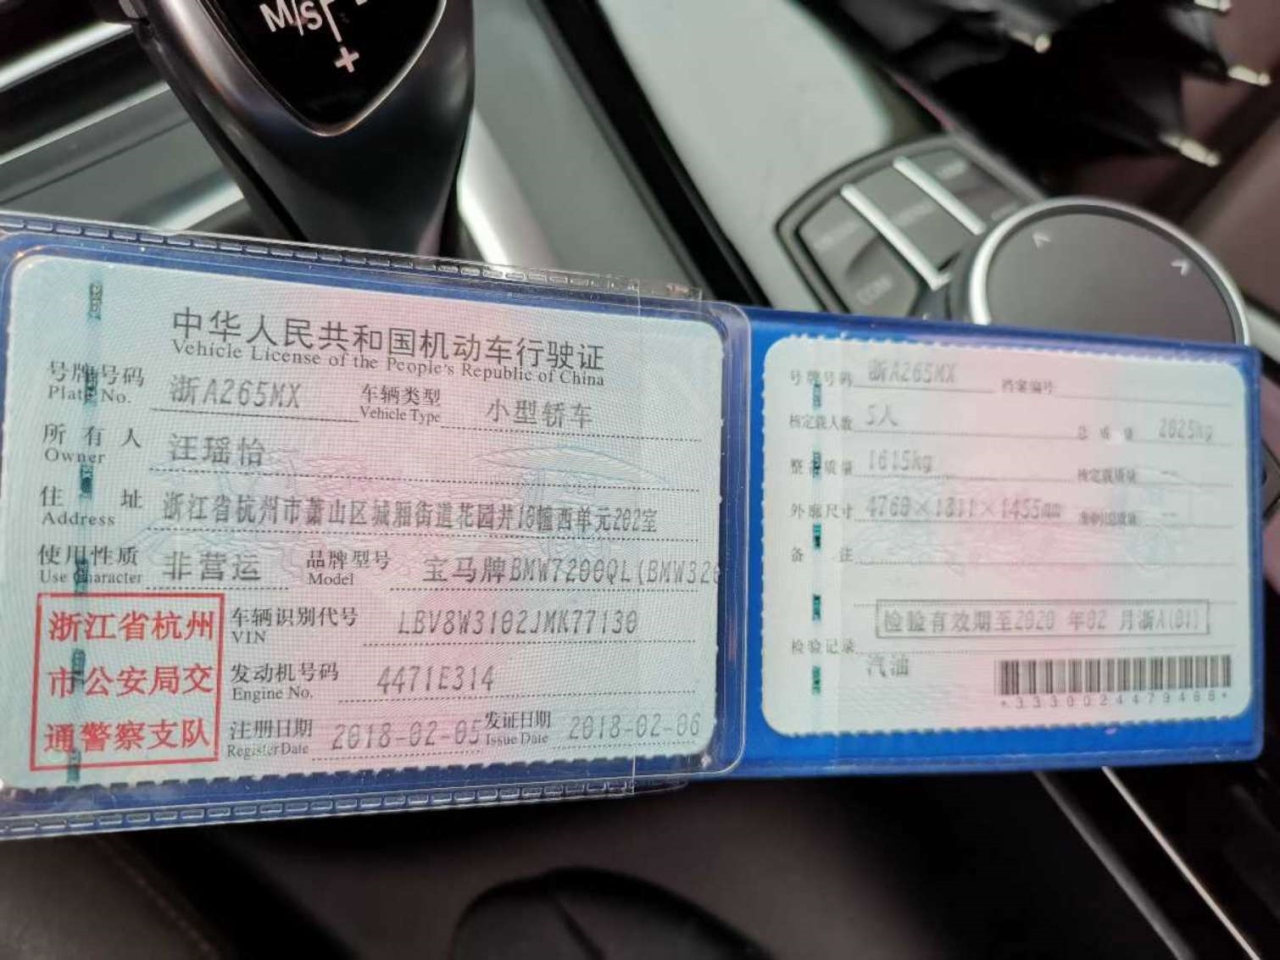 M/S
+
中华人民共和国机动车行驶证
Vehicle License of the People's Republic of China
号牌号码 浙A265MX 车辆类型 小型轿车
Plate No. Vehicle Type
所有人 汪瑶怡
Owner
住址 浙江省杭州市萧山区城厢街道花园井10幢西单元202室
Address
使用性质 非营运 品牌型号 宝马牌BMW7200QL(BMW320
Use Character Model
浙江省杭州
市公安局交
通警察支队
车辆识别代号 LBV8W3102JMK77130
VIN
发动机号码 4471E314
Engine No.
注册日期 2018-02-05 发证日期 2018-02-06
Register Date Issue Date
号牌号码 浙A265MX 档案编号
核定载人数 5人 总质量 2025kg
整备质量 1615kg 核定载质量 --
外廓尺寸 4760×1811×1455mm 准牵引总质量 --
备注
检验有效期至2020 年02 月浙A(01)
检验记录
汽油
*3330024479466*